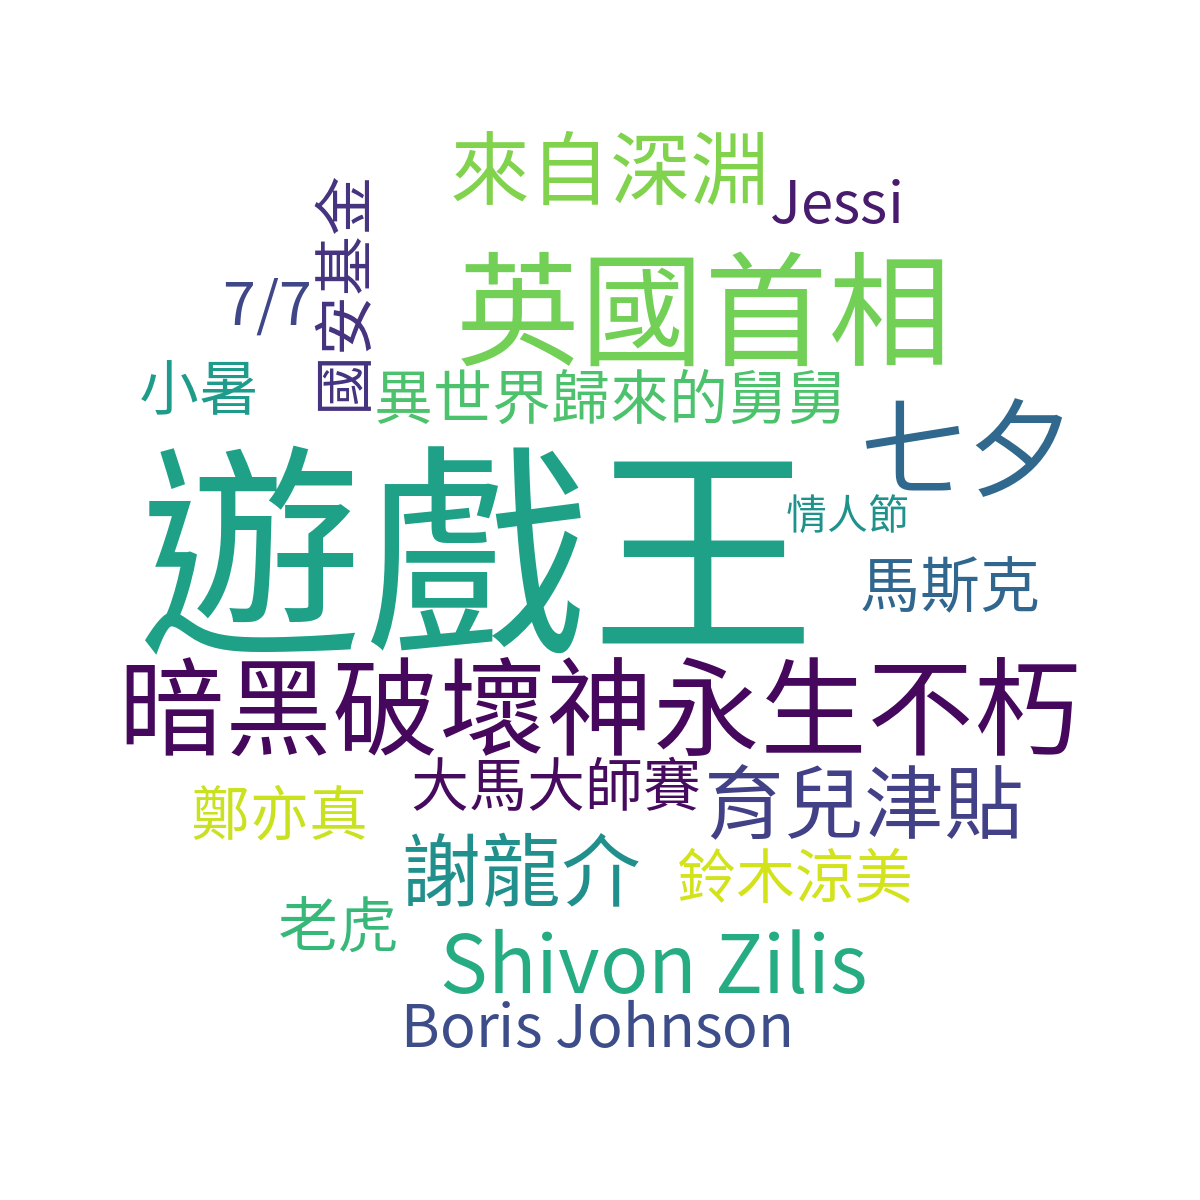 來自深淵
Jessi
國安基金
英國首相
7/7
小暑
異世界歸來的舅舅
七夕
遊戲王
情人節
馬斯克
暗黑破壞神永生不朽
大馬大師賽
育兒津貼
鄭亦真
謝龍介
鈴木涼美
老虎
Shivon Zilis
Boris Johnson